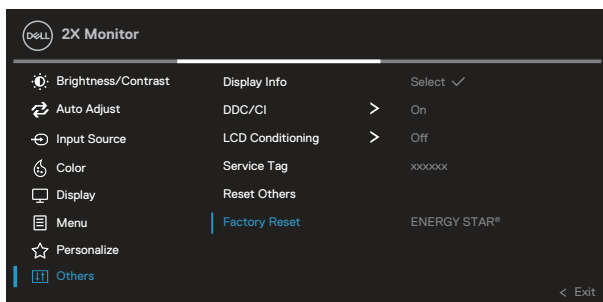 DELL 2X Monitor
Brightness/Contrast Display Info Select ✓
Auto Adjust DDC/CI > On
Input Source LCD Conditioning > Off
Color Service Tag xxxxxx
Display Reset Others
Menu Factory Reset ENERGY STAR®
Personalize
Others
< Exit